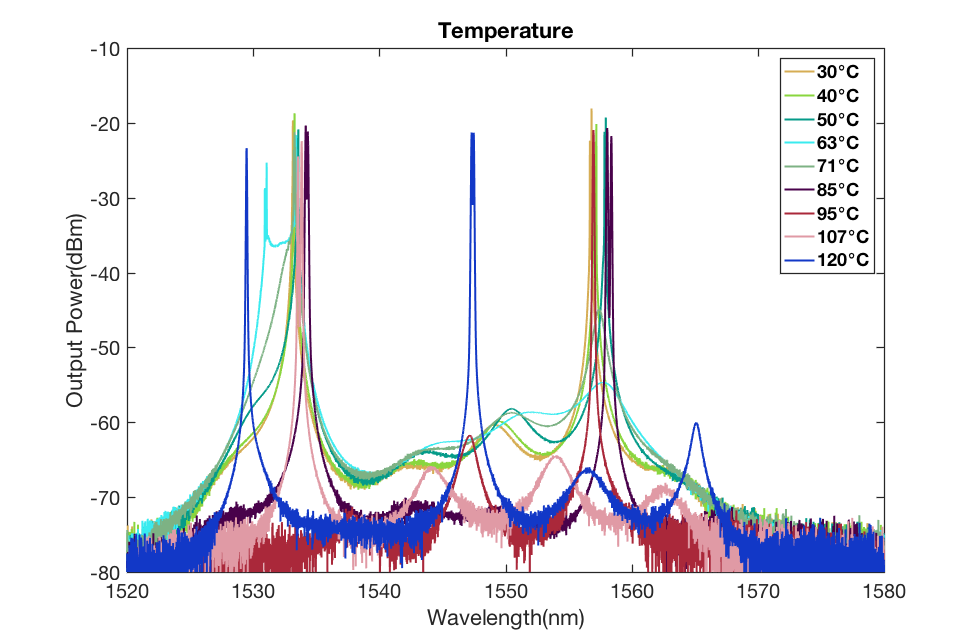 Temperature
Output Power(dBm)
-10
-20
-30
-40
-50
-60
-70
-80
1520
1530
1540
1550
1560
1570
1580
Wavelength(nm)
30°C
40°C
50°C
63°C
71°C
85°C
95°C
107°C
120°C